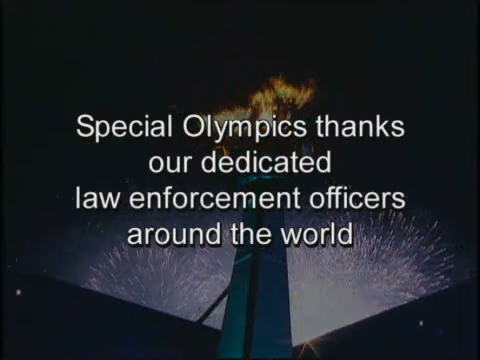 Special Olympics thanks
our dedicated
law enforcement officers
around the world